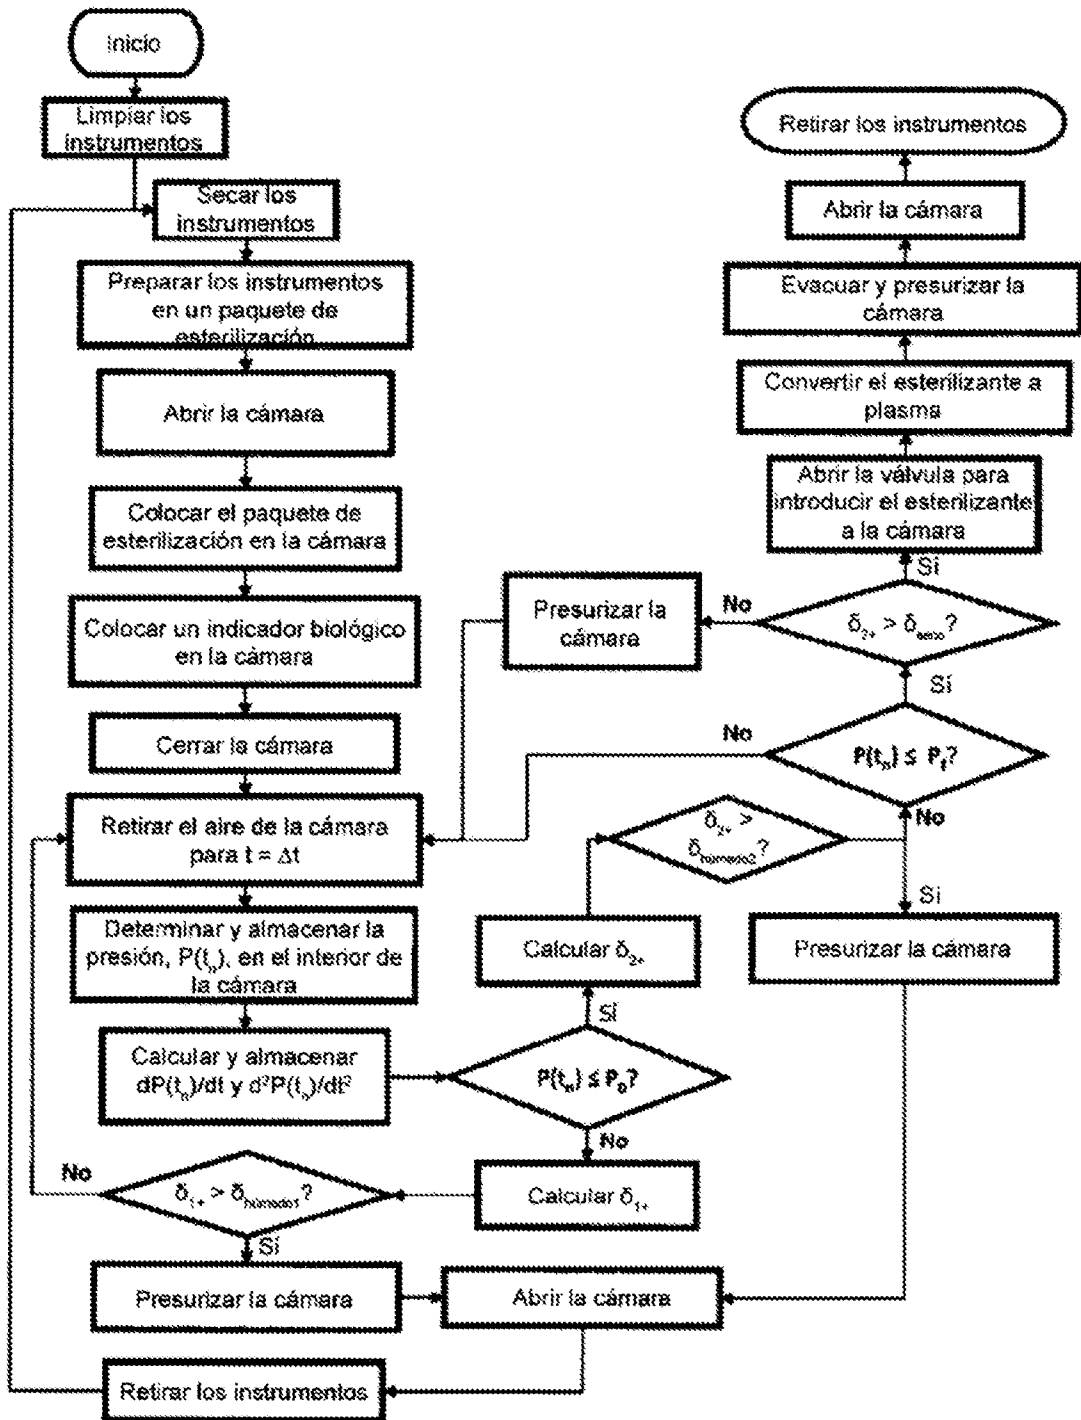 Inicio
Limpiar los
instrumentos
Secar los
instrumentos
Preparar los instrumentos
en un paquete de
esterilización
Abrir la cámara
Colocar el paquete de
esterilización en la cámara
Colocar un indicador biológico
en la cámara
Cerrar la cámara
Retirar el aire de la cámara
para t = Δt
Determinar y almacenar la
presión, P(tₙ), en el interior de
la cámara
Calcular y almacenar
dP(tₙ)/dt y d²P(tₙ)/dt²
P(tₙ) ≤ P₀?
Sí
Calcular δ₂₊
δ₂₊ >
δhúmedo2?
No
Calcular δ₁₊
δ₁₊ > δhúmedo1?
No
Sí
Presurizar la cámara
Abrir la cámara
Retirar los instrumentos
Sí
Presurizar la cámara
No
P(tₙ) ≤ Pf?
No
Sí
δ₂₊ > δseco?
No
Presurizar la
cámara
Sí
Abrir la válvula para
introducir el esterilizante
a la cámara
Convertir el esterilizante a
plasma
Evacuar y presurizar la
cámara
Abrir la cámara
Retirar los instrumentos